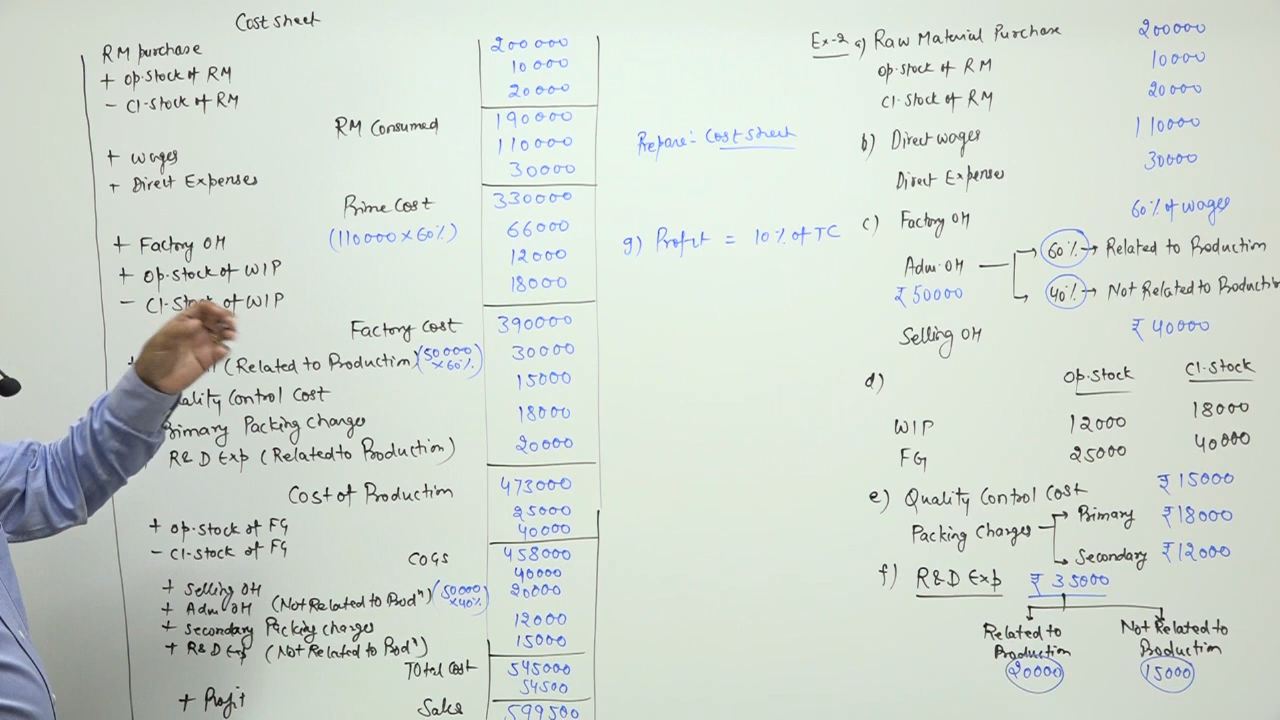 Cost sheet
RM purchase 200000
+ Op-Stock of RM 10000
- Cl-Stock of RM 20000
RM Consumed 190000
+ Wages 110000
+ Direct Expenses 30000
Prime Cost 330000
+ Factory OH (110000 × 60%) 66000
+ Op-stock of WIP 12000
- Cl-Stock of WIP 18000
Factory Cost 390000
(Related to Production) (50000 × 60%) 30000
Quality Control Cost 15000
Primary Packing Charges 18000
R&D Exp (Related to Production) 20000
Cost of Production 473000
+ Op-Stock of FG 25000
- Cl-Stock of FG 40000
COGS 458000
+ Selling OH 40000
+ Adm OH (Not Related to Prodⁿ) (50000 × 40%) 20000
+ Secondary Packing Charges 12000
+ R&D Exp (Not Related to Prodⁿ) 15000
Total Cost 545000
+ Profit 54500
Sales 599500
Prepare:- Cost Sheet
g) Profit = 10% of TC
Ex-2 a) Raw Material Purchase 200000
Op-Stock of RM 10000
Cl-Stock of RM 20000
b) Direct wages 110000
Direct Expenses 30000
c) Factory OH 60% of wages
Adm-OH 60% → Related to Production
₹50000 40% → Not Related to Producti
Selling OH ₹40000
d) Op-Stock Cl-Stock
WIP 12000 18000
FG 25000 40000
e) Quality Control Cost ₹15000
Packing Charges → Primary ₹18000
→ Secondary ₹12000
f) R&D Exp ₹35000
Related to Production 20000
Not Related to Production 15000